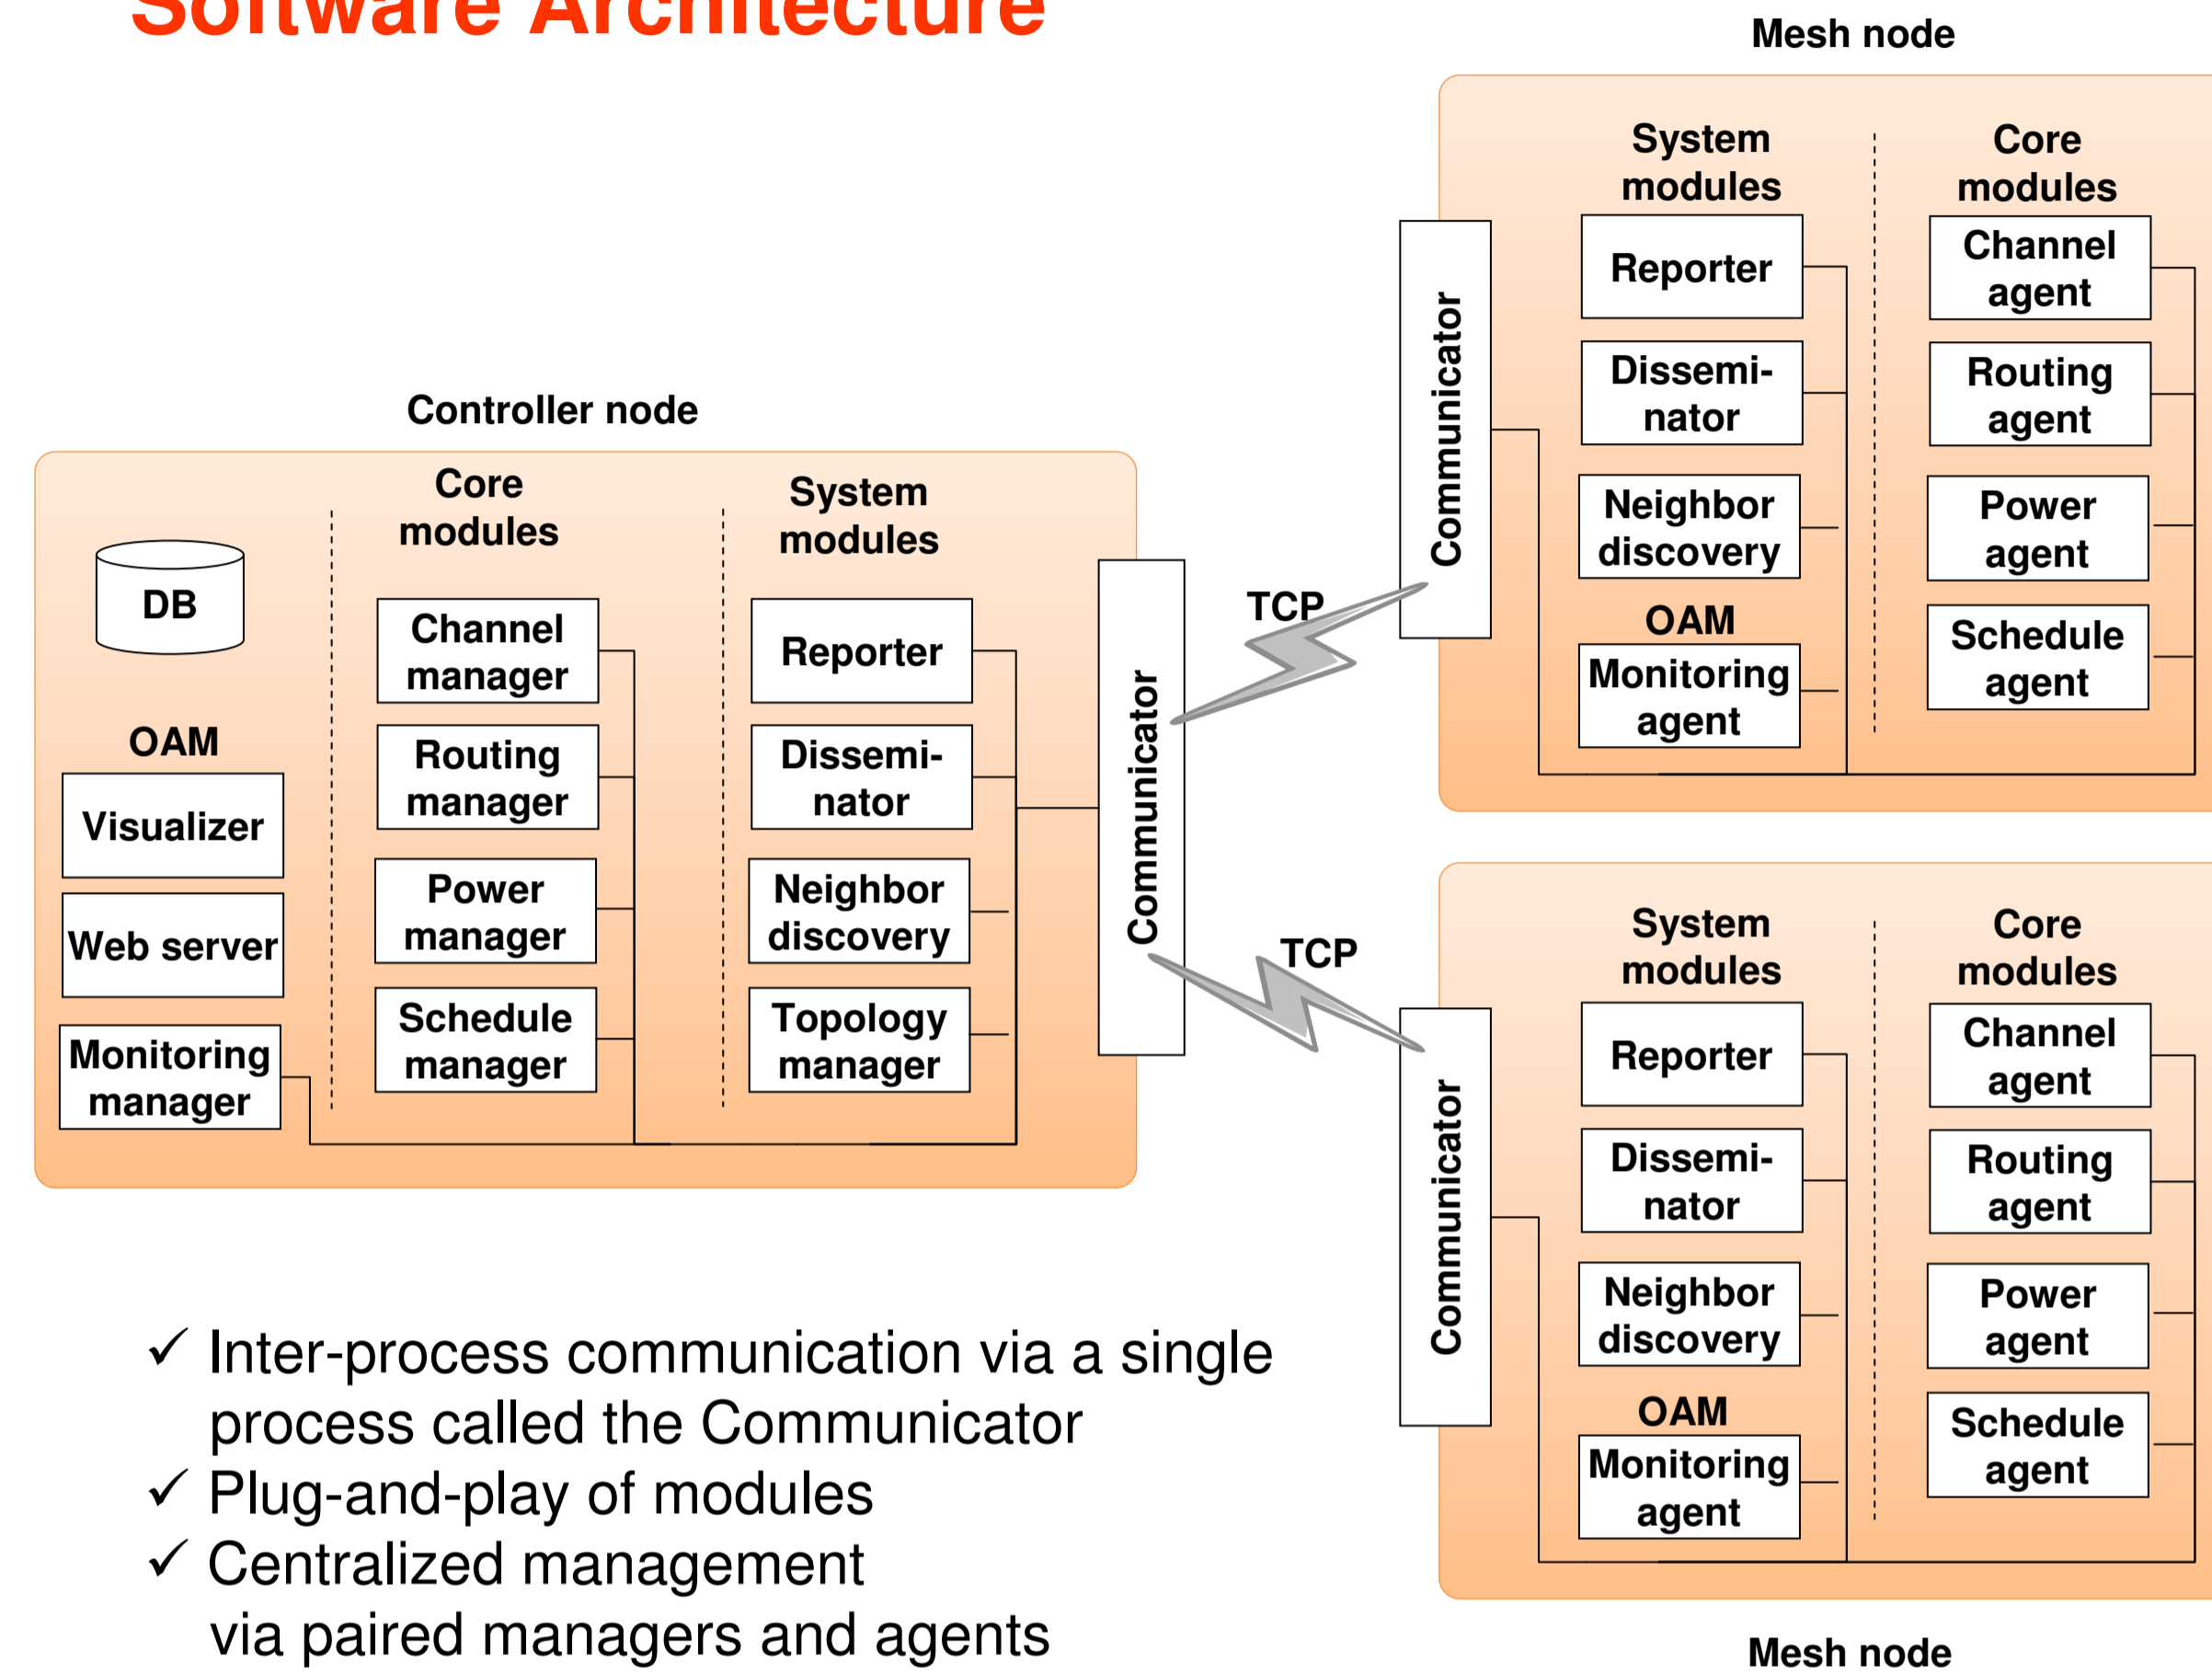 Software Architecture
Mesh node
System
modules
Core
modules
Communicator
Reporter
Channel
agent
Dissemi-
nator
Routing
agent
Neighbor
discovery
Power
agent
OAM
Monitoring
agent
Schedule
agent
Controller node
DB
OAM
Visualizer
Web server
Monitoring
manager
Core
modules
Channel
manager
Routing
manager
Power
manager
Schedule
manager
System
modules
Reporter
Dissemi-
nator
Neighbor
discovery
Topology
manager
Communicator
TCP
TCP
System
modules
Core
modules
Communicator
Reporter
Channel
agent
Dissemi-
nator
Routing
agent
Neighbor
discovery
Power
agent
OAM
Monitoring
agent
Schedule
agent
Mesh node
✓ Inter-process communication via a single
process called the Communicator
✓ Plug-and-play of modules
✓ Centralized management
via paired managers and agents